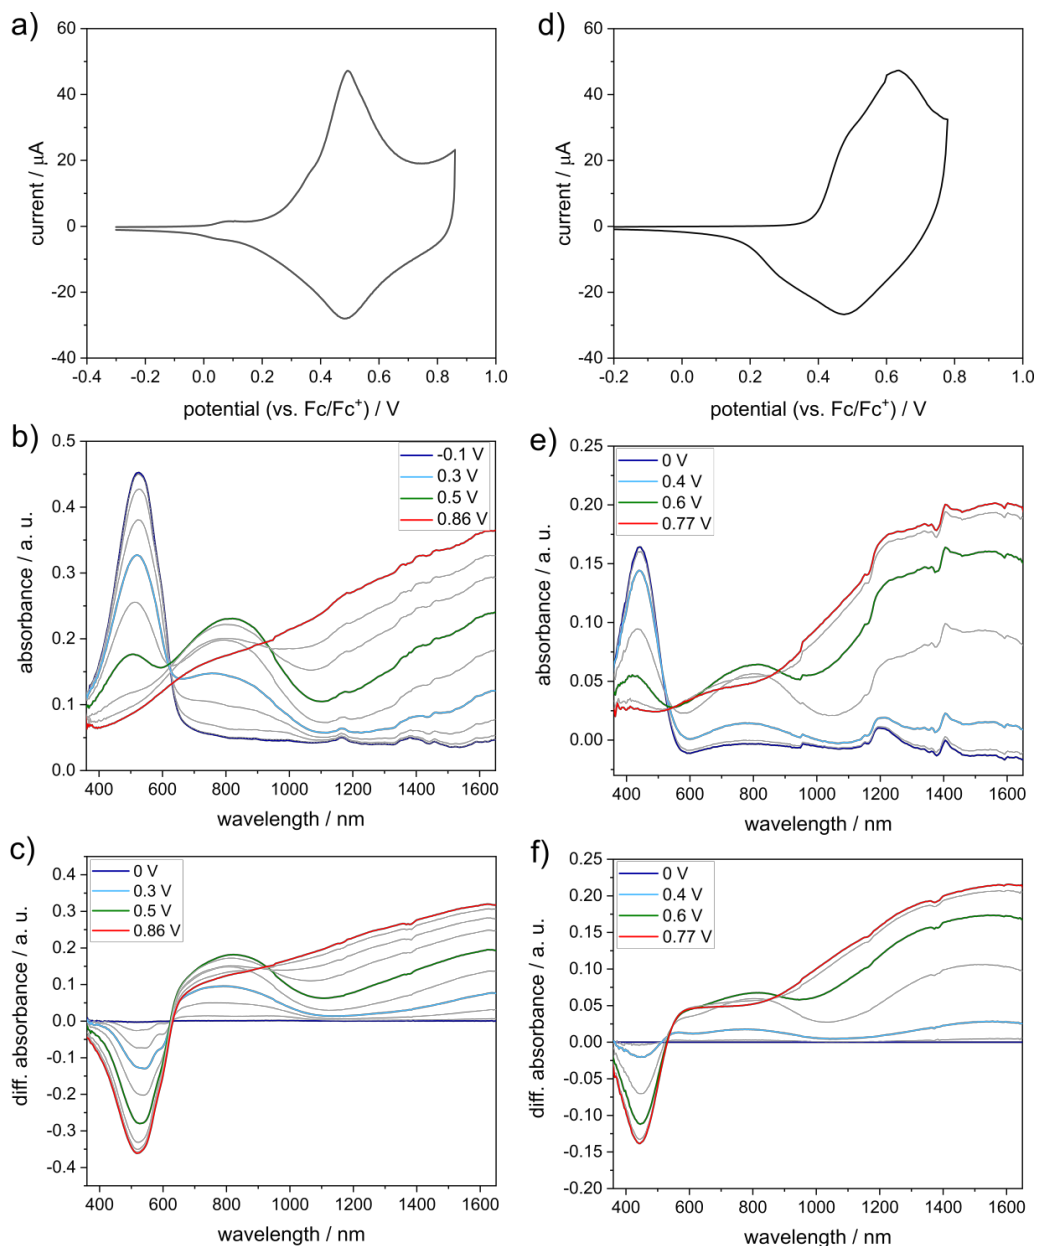 a)
60
40
20
0
-20
-40
current / μA
-0.4 -0.2 0.0 0.2 0.4 0.6 0.8 1.0
potential (vs. Fc/Fc+) / V
d)
60
40
20
0
-20
-40
current / μA
-0.2 0.0 0.2 0.4 0.6 0.8 1.0
potential (vs. Fc/Fc+) / V
b)
0.5
0.4
0.3
0.2
0.1
0.0
absorbance / a. u.
-0.1 V
0.3 V
0.5 V
0.86 V
400 600 800 1000 1200 1400 1600
wavelength / nm
e)
0.25
0.20
0.15
0.10
0.05
0.00
absorbance / a. u.
0 V
0.4 V
0.6 V
0.77 V
400 600 800 1000 1200 1400 1600
wavelength / nm
c)
0.4
0.3
0.2
0.1
0.0
-0.1
-0.2
-0.3
-0.4
diff. absorbance / a. u.
0 V
0.3 V
0.5 V
0.86 V
400 600 800 1000 1200 1400 1600
wavelength / nm
f)
0.25
0.20
0.15
0.10
0.05
0.00
-0.05
-0.10
-0.15
-0.20
diff. absorbance / a. u.
0 V
0.4 V
0.6 V
0.77 V
400 600 800 1000 1200 1400 1600
wavelength / nm